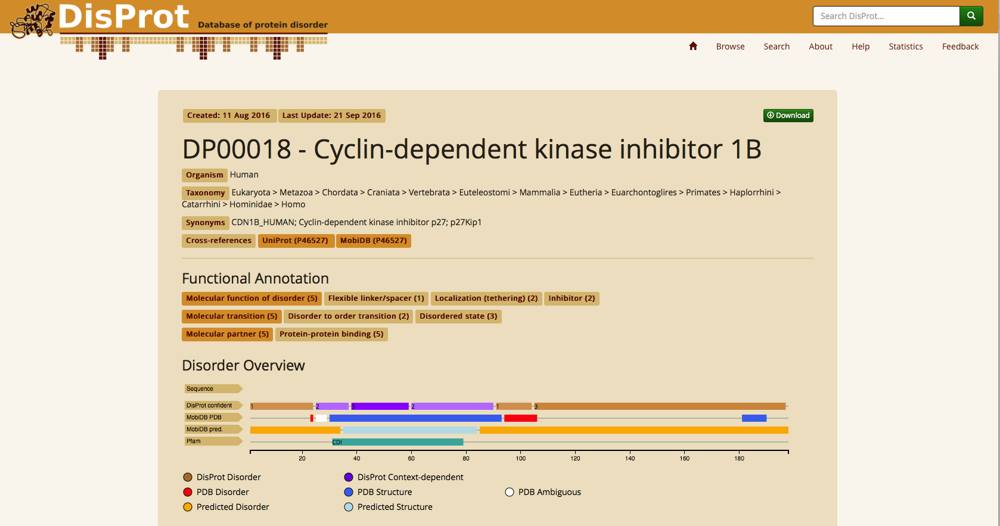 DisProt
Database of protein disorder
Search DisProt...
Browse Search About Help Statistics Feedback
Created: 11 Aug 2016 Last Update: 21 Sep 2016 Download
DP00018 - Cyclin-dependent kinase inhibitor 1B
Organism Human
Taxonomy Eukaryota > Metazoa > Chordata > Craniata > Vertebrata > Euteleostomi > Mammalia > Eutheria > Euarchontoglires > Primates > Haplorrhini >
Catarrhini > Hominidae > Homo
Synonyms CDN1B_HUMAN; Cyclin-dependent kinase inhibitor p27; p27Kip1
Cross-references UniProt (P46527) MobiDB (P46527)
Functional Annotation
Molecular function of disorder (5) Flexible linker/spacer (1) Localization (tethering) (2) Inhibitor (2)
Molecular transition (5) Disorder to order transition (2) Disordered state (3)
Molecular partner (5) Protein-protein binding (5)
Disorder Overview
Sequence
DisProt confident 1 2 3 2 1 3
MobiDB PDB
MobiDB pred.
Pfam CDI
20 40 60 80 100 120 140 160 180
DisProt Disorder DisProt Context-dependent
PDB Disorder PDB Structure PDB Ambiguous
Predicted Disorder Predicted Structure